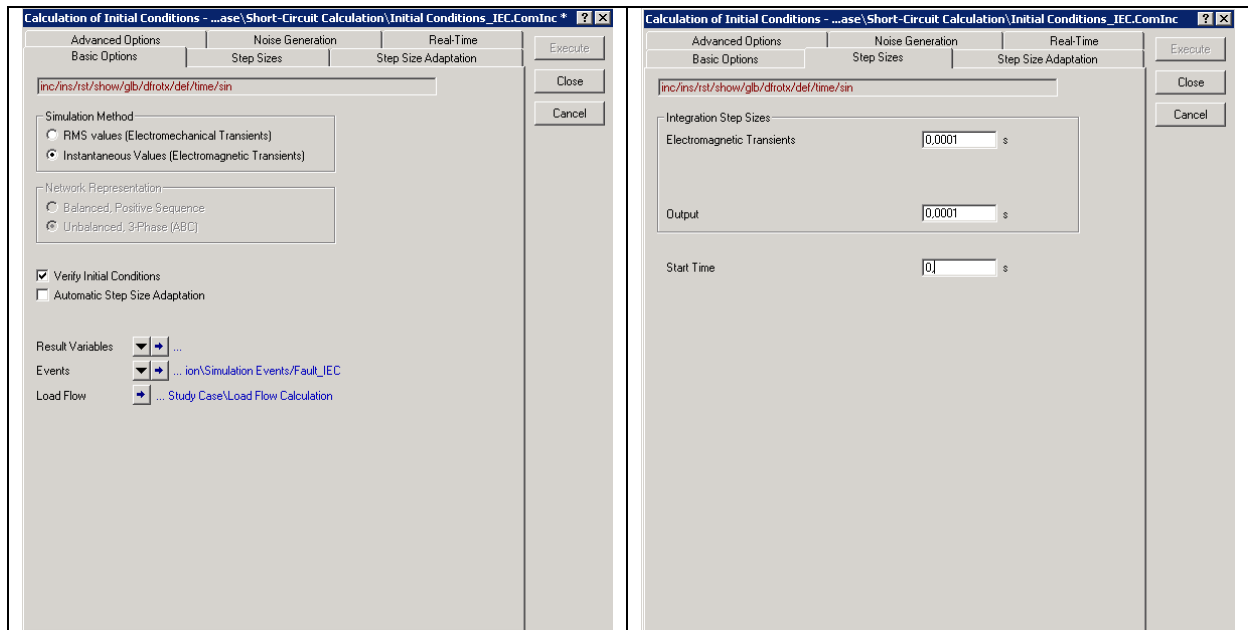 Calculation of Initial Conditions - ...ase\Short-Circuit Calculation\Initial Conditions_IEC.ComInc *
Advanced Options Noise Generation Real-Time
Basic Options Step Sizes Step Size Adaptation
Execute
Close
Cancel
inc/ins/rst/show/glb/dfrotx/def/time/sin
Simulation Method
RMS values (Electromechanical Transients)
Instantaneous Values (Electromagnetic Transients)
Network Representation
Balanced, Positive Sequence
Unbalanced, 3-Phase (ABC)
Verify Initial Conditions
Automatic Step Size Adaptation
Result Variables ...
Events ... ion\Simulation Events/Fault_IEC
Load Flow ... Study Case\Load Flow Calculation
Calculation of Initial Conditions - ...ase\Short-Circuit Calculation\Initial Conditions_IEC.ComInc
Advanced Options Noise Generation Real-Time
Basic Options Step Sizes Step Size Adaptation
Execute
Close
Cancel
inc/ins/rst/show/glb/dfrotx/def/time/sin
Integration Step Sizes
Electromagnetic Transients 0,0001 s
Output 0,0001 s
Start Time 0, s